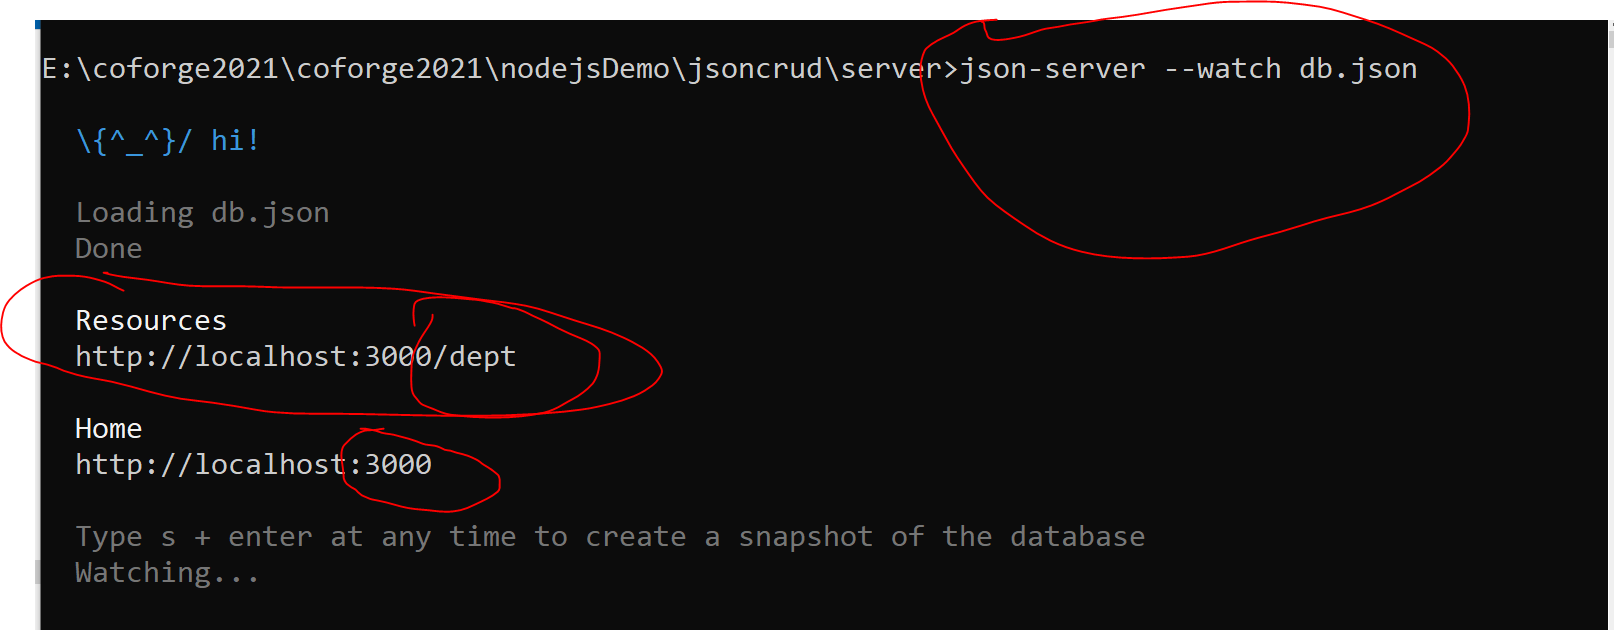 E:\coforge2021\coforge2021\nodejsDemo\jsoncrud\server>json-server --watch db.json
\{^_^}/ hi!
Loading db.json
Done
Resources
http://localhost:3000/dept
Home
http://localhost:3000
Type s + enter at any time to create a snapshot of the database
Watching...